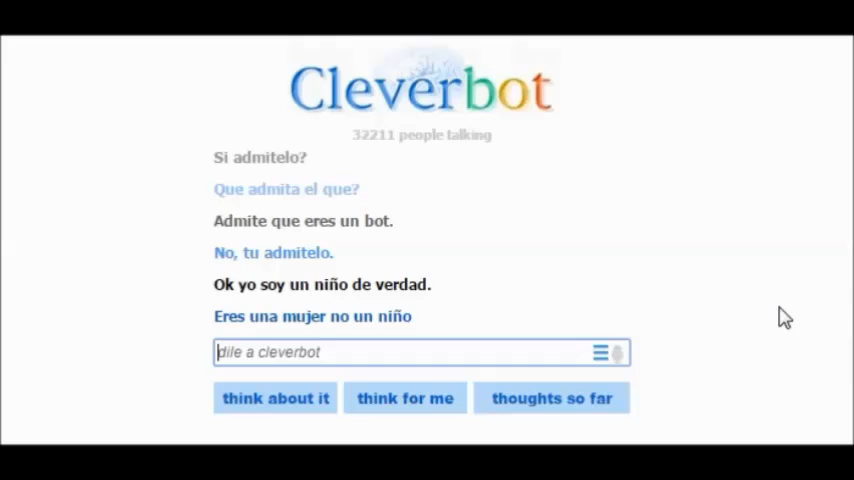 Cleverbot
32211 people talking
Si admitelo?
Que admita el que?
Admite que eres un bot.
No, tu admitelo.
Ok yo soy un niño de verdad.
Eres una mujer no un niño
dile a cleverbot
think about it think for me thoughts so far